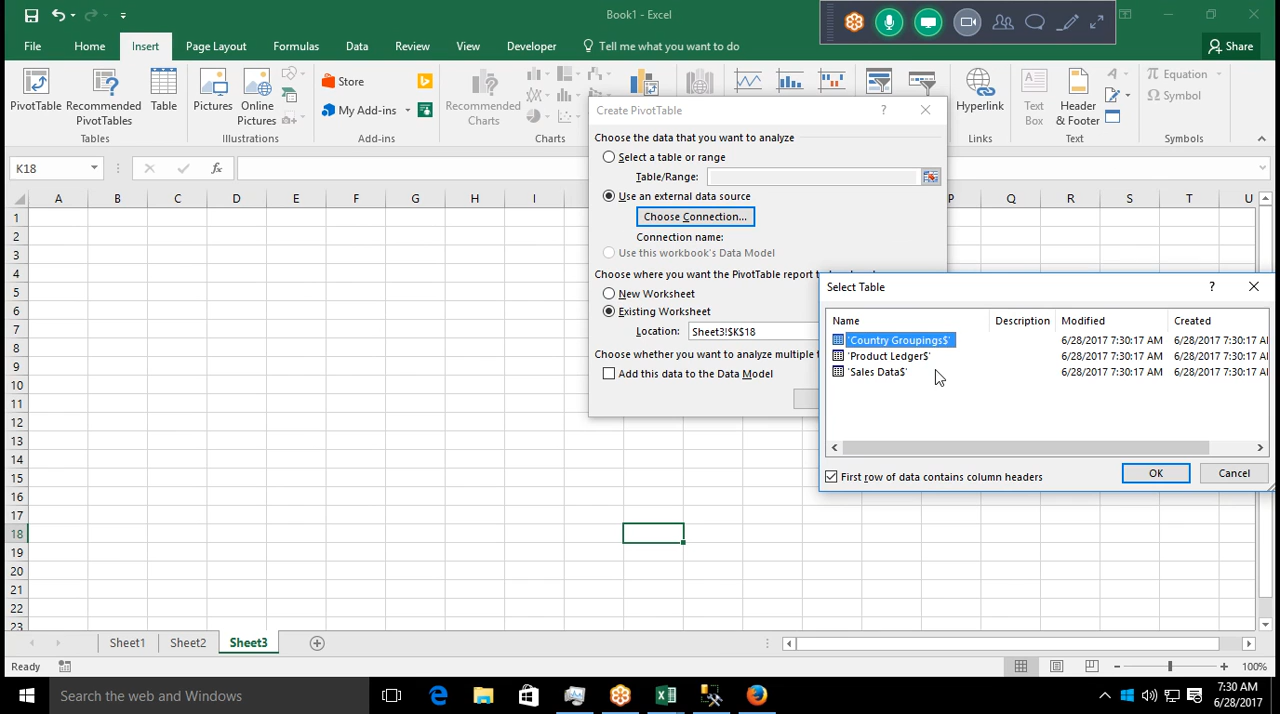 Book1 - Excel
File Home Insert Page Layout Formulas Data Review View Developer Tell me what you want to do Share
PivotTable
Recommended PivotTables
Table
Pictures
Online Pictures
Store
My Add-ins
Recommended Charts
Hyperlink
Text Box
Header & Footer
Equation
Symbol
Tables Illustrations Add-ins Charts Links Text Symbols
K18
fx
A B C D E F G H I P Q R S T U
1
2
3
4
5
6
7
8
9
10
11
12
13
14
15
16
17
18
19
20
21
22
23
Create PivotTable ?
Choose the data that you want to analyze
Select a table or range
Table/Range:
Use an external data source
Choose Connection...
Connection name:
Use this workbook's Data Model
Choose where you want the PivotTable report to
New Worksheet
Existing Worksheet
Location: Sheet3!$K$18
Choose whether you want to analyze multiple
Add this data to the Data Model
Select Table ?
Name Description Modified Created
'Country Groupings$' 6/28/2017 7:30:17 AM 6/28/2017 7:30:17 AM
'Product Ledger$' 6/28/2017 7:30:17 AM 6/28/2017 7:30:17 AM
'Sales Data$' 6/28/2017 7:30:17 AM 6/28/2017 7:30:17 AM
First row of data contains column headers OK Cancel
Sheet1 Sheet2 Sheet3
Ready 100%
Search the web and Windows
7:30 AM
6/28/2017